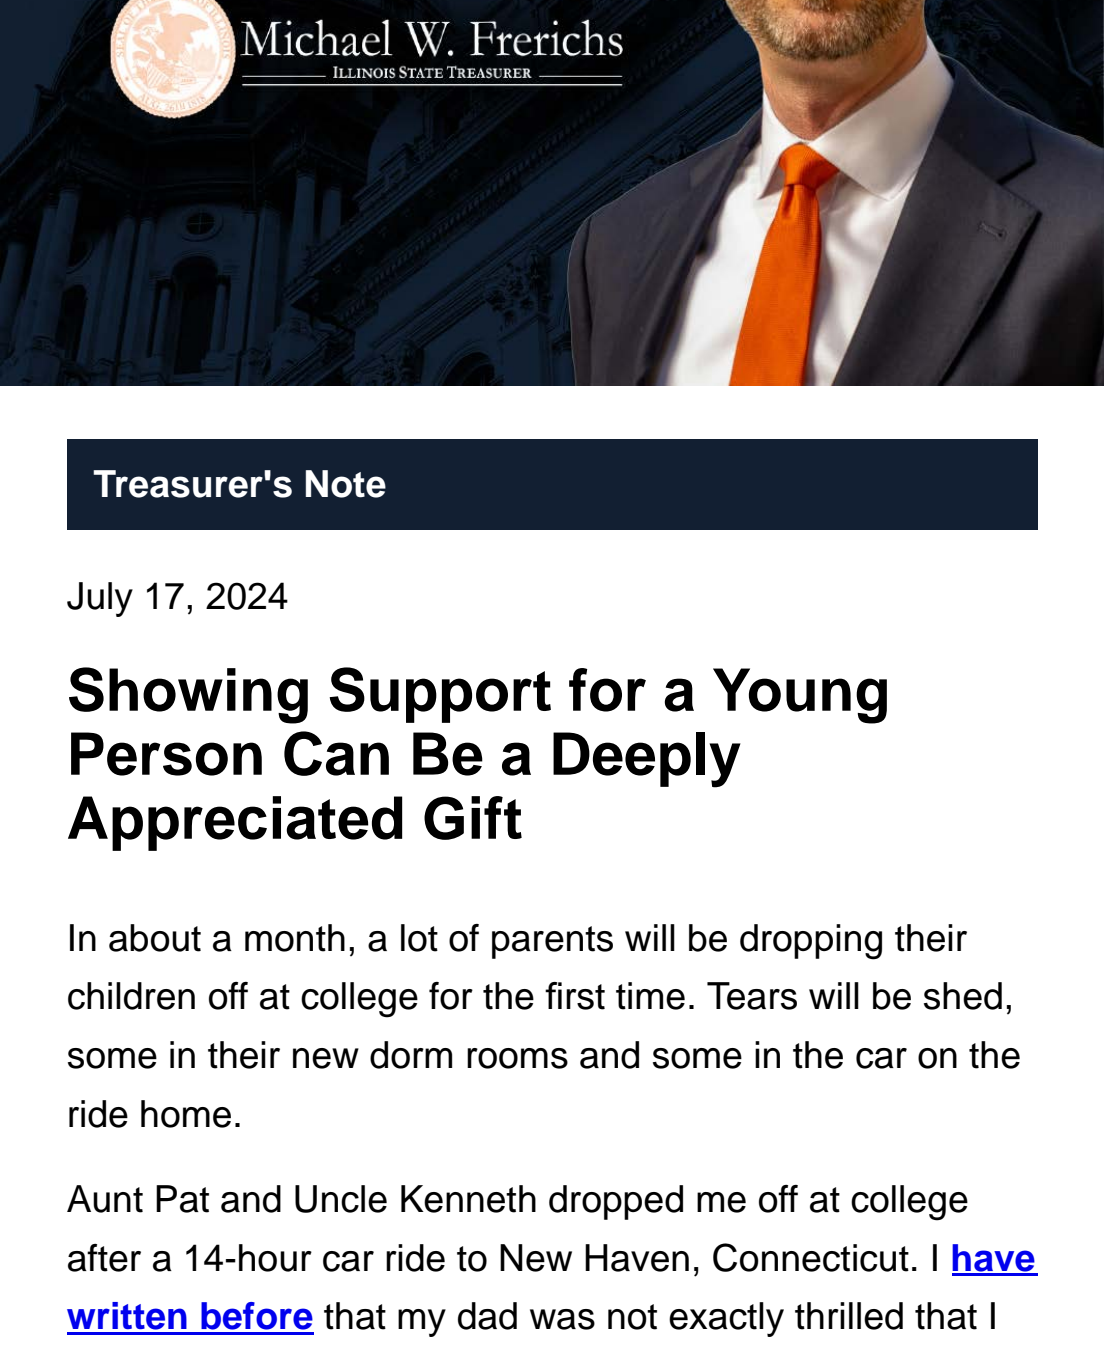 Michael W. Frerichs
ILLINOIS STATE TREASURER
AUG. 26TH 1818
Treasurer's Note
July 17, 2024
Showing Support for a Young
Person Can Be a Deeply
Appreciated Gift
In about a month, a lot of parents will be dropping their
children off at college for the first time. Tears will be shed,
some in their new dorm rooms and some in the car on the
ride home.
Aunt Pat and Uncle Kenneth dropped me off at college
after a 14-hour car ride to New Haven, Connecticut. I have
written before that my dad was not exactly thrilled that I